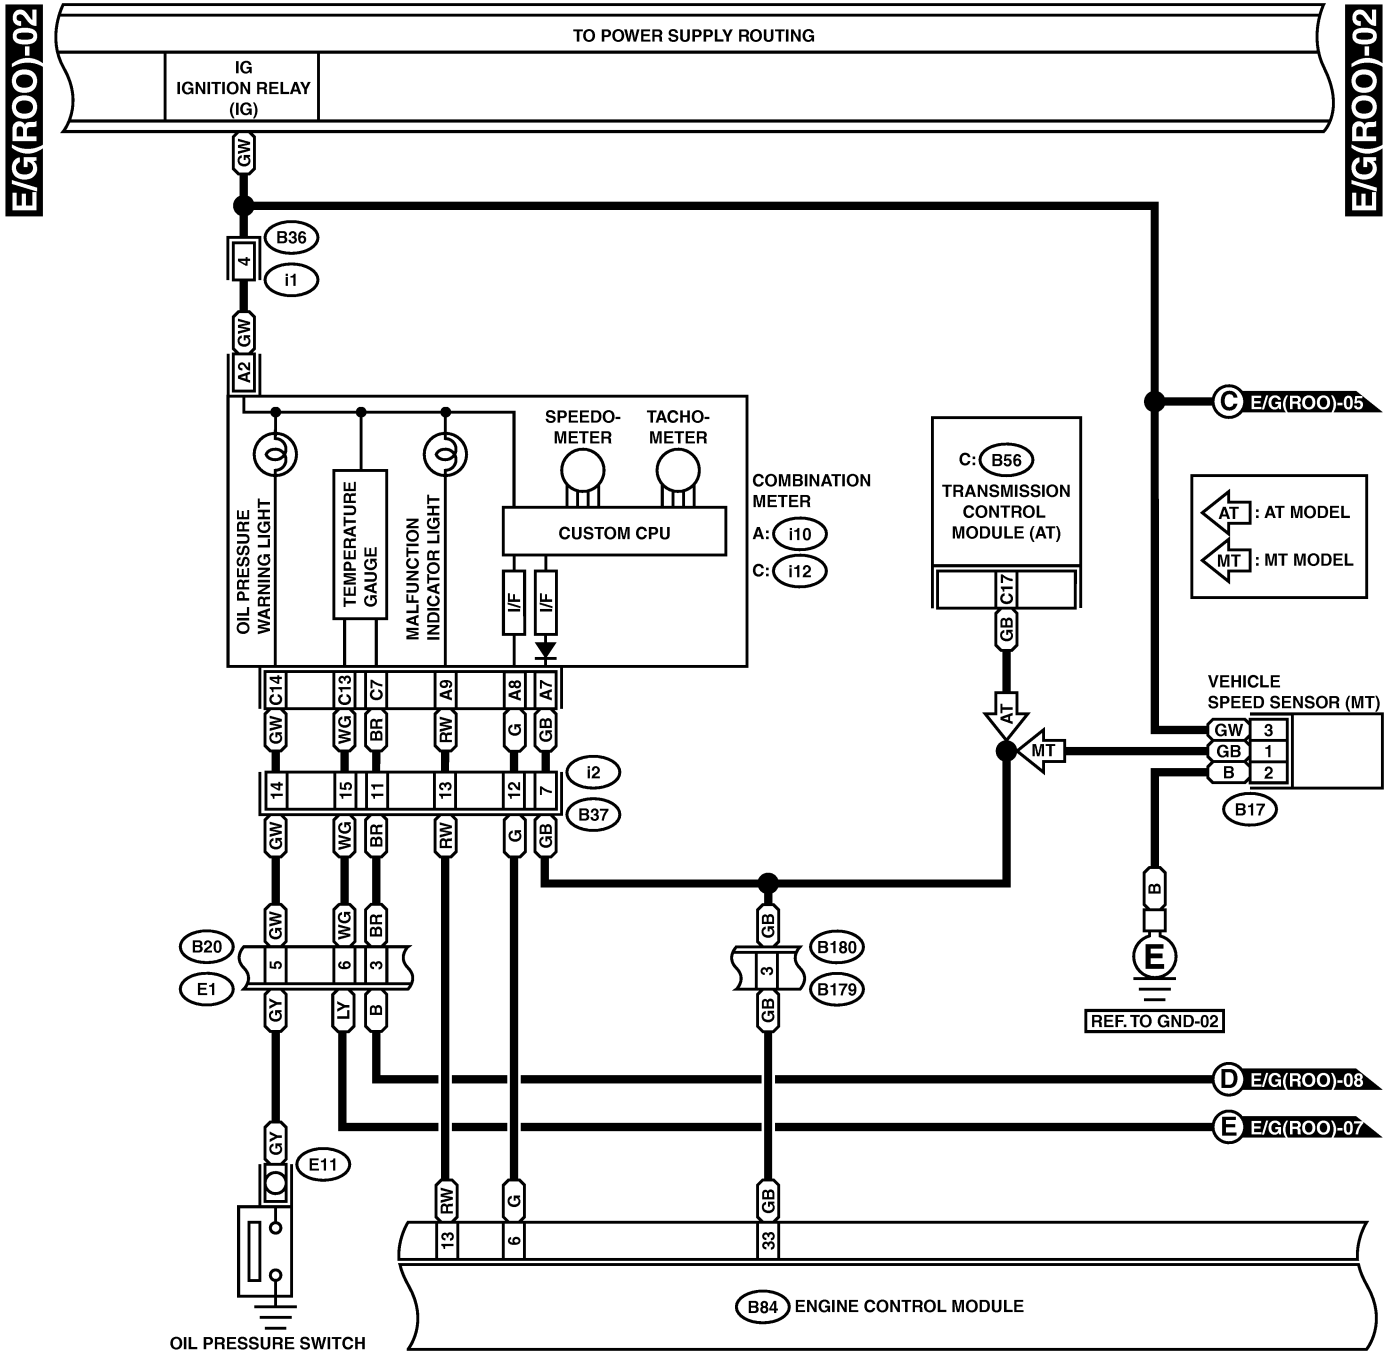 E/G(ROO)-02
E/G(ROO)-02
TO POWER SUPPLY ROUTING
IG
IGNITION RELAY
(IG)
GW
B36
4
i1
GW
A2
C
E/G(ROO)-05
SPEEDO-
METER
TACHO-
METER
CUSTOM CPU
OIL PRESSURE
WARNING LIGHT
TEMPERATURE
GAUGE
MALFUNCTION
INDICATOR LIGHT
I/F
I/F
COMBINATION
METER
A: i10
C: i12
C: B56
TRANSMISSION
CONTROL
MODULE (AT)
C17
GB
AT
MT
AT : AT MODEL
MT : MT MODEL
VEHICLE
SPEED SENSOR (MT)
GW 3
GB 1
B 2
B17
C14 C13 C7 A9 A8 A7
GW WG BR RW G GB
i2
14 15 11 13 12 7
B37
GW WG BR RW G GB
GW WG BR
B20
5 6 3
E1
GY LY B
GB
B180
3
B179
GB
B
E
REF. TO GND-02
D
E/G(ROO)-08
E
E/G(ROO)-07
GY
E11
RW G GB
13 6 33
B84 ENGINE CONTROL MODULE
OIL PRESSURE SWITCH